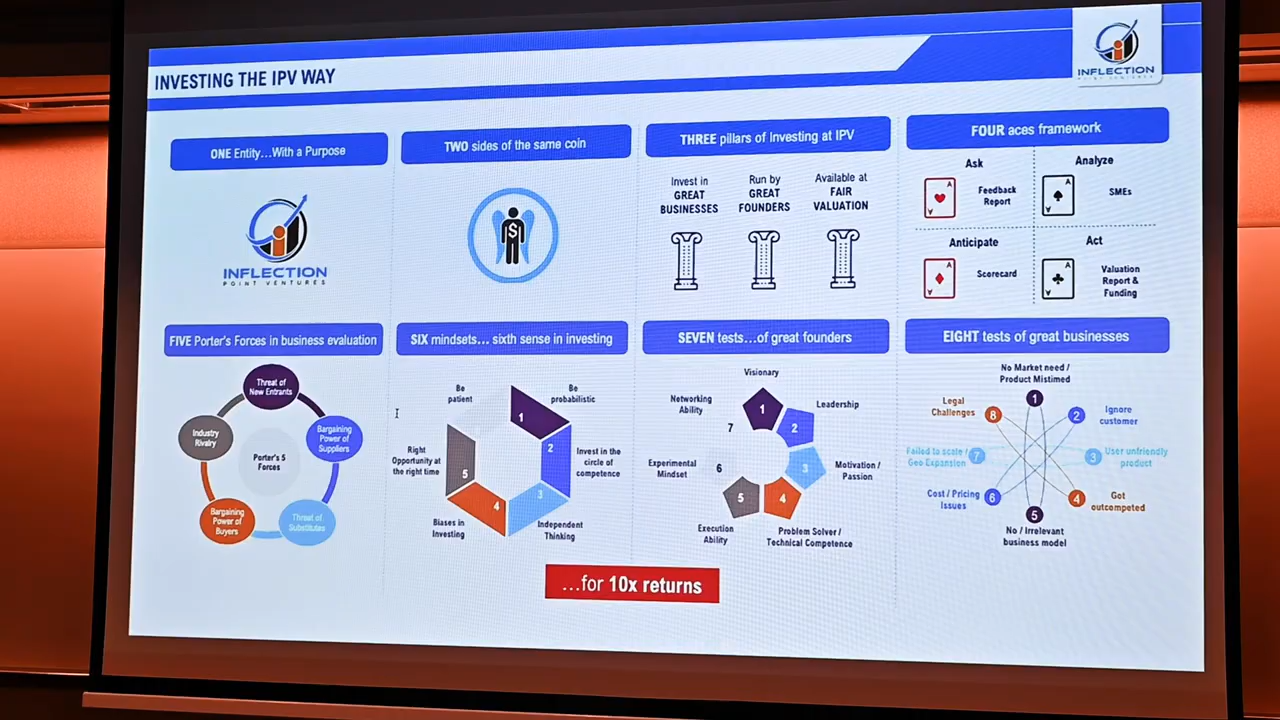 INVESTING THE IPV WAY
INFLECTION
POINT VENTURES
ONE Entity...With a Purpose
INFLECTION
POINT VENTURES
TWO sides of the same coin
$
THREE pillars of Investing at IPV
Invest in
GREAT
BUSINESSES
Run by
GREAT
FOUNDERS
Available at
FAIR
VALUATION
FOUR aces framework
Ask
A
A
Feedback
Report
Analyze
A
A
SMEs
Anticipate
A
A
Scorecard
Act
A
A
Valuation
Report &
Funding
FIVE Porter's Forces in business evaluation
Threat of
New Entrants
Bargaining
Power of
Suppliers
Threat of
Substitutes
Bargaining
Power of
Buyers
Industry
Rivalry
Porter's 5
Forces
SIX mindsets... sixth sense in investing
Be
patient
Be
probabilistic
1
2
Invest in the
circle of
competence
3
Independent
Thinking
4
Biases in
Investing
5
Right
Opportunity at
the right time
SEVEN tests...of great founders
Visionary
1
Leadership
2
Motivation /
Passion
3
Problem Solver /
Technical Competence
4
Execution
Ability
5
Experimental
Mindset
6
Networking
Ability
7
EIGHT tests of great businesses
No Market need /
Product Mistimed
1
2
Ignore
customer
3
User unfriendly
product
4
Got
outcompeted
5
No / Irrelevant
business model
Cost / Pricing
Issues
6
Failed to scale /
Geo Expansion
7
Legal
Challenges
8
...for 10x returns